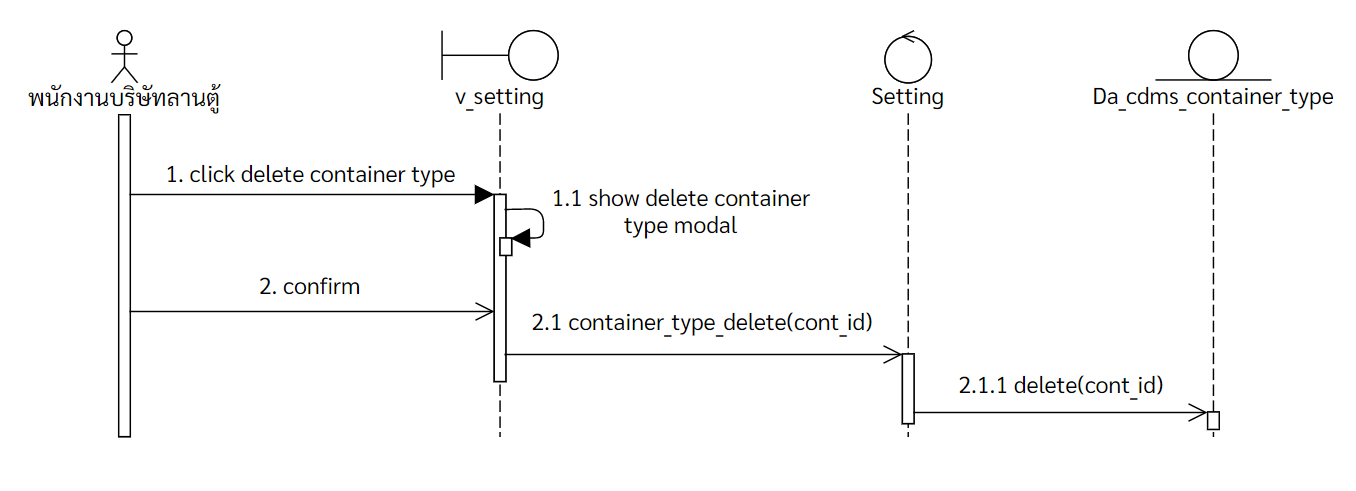 พนักงานบริษัทลานตู้
v_setting
Setting
Da_cdms_container_type
1. click delete container type
1.1 show delete container
type modal
2. confirm
2.1 container_type_delete(cont_id)
2.1.1 delete(cont_id)